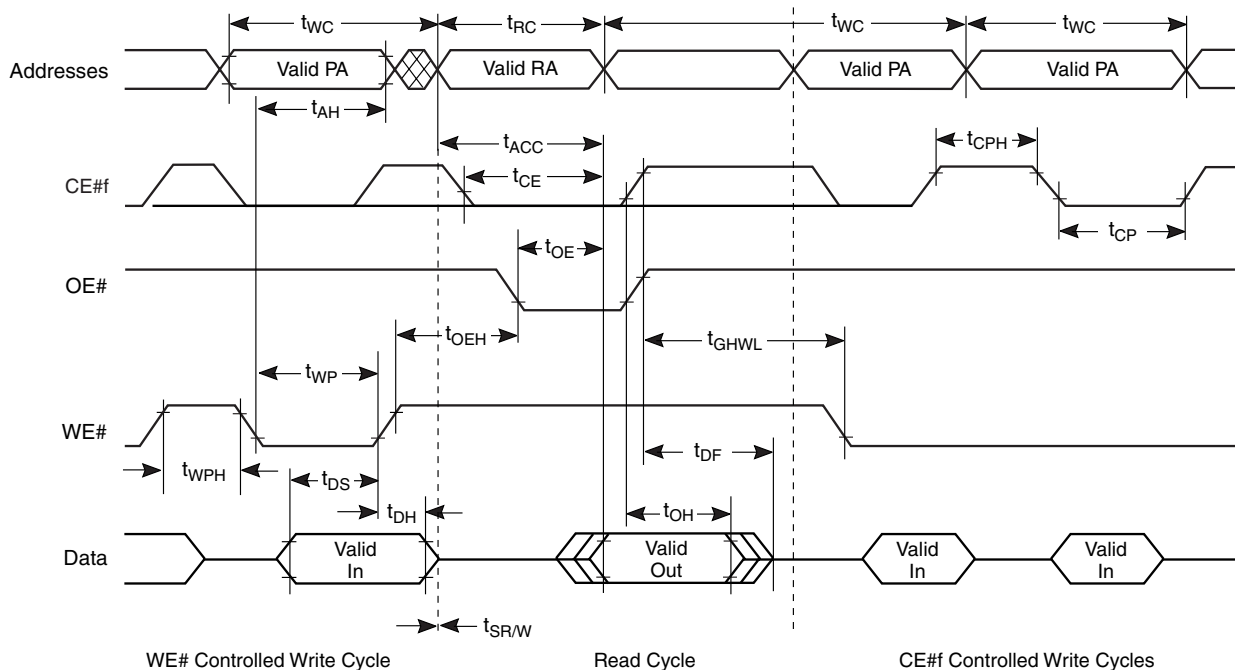 tWC tRC tWC tWC
Addresses Valid PA Valid RA Valid PA Valid PA
tAH
tACC tCPH
CE#f tCE
tCP
tOE
OE#
tOEH tGHWL
tWP
WE#
tDF
tWPH tDS
tDH tOH
Data Valid In Valid Out Valid In Valid In
tSR/W
WE# Controlled Write Cycle Read Cycle CE#f Controlled Write Cycles